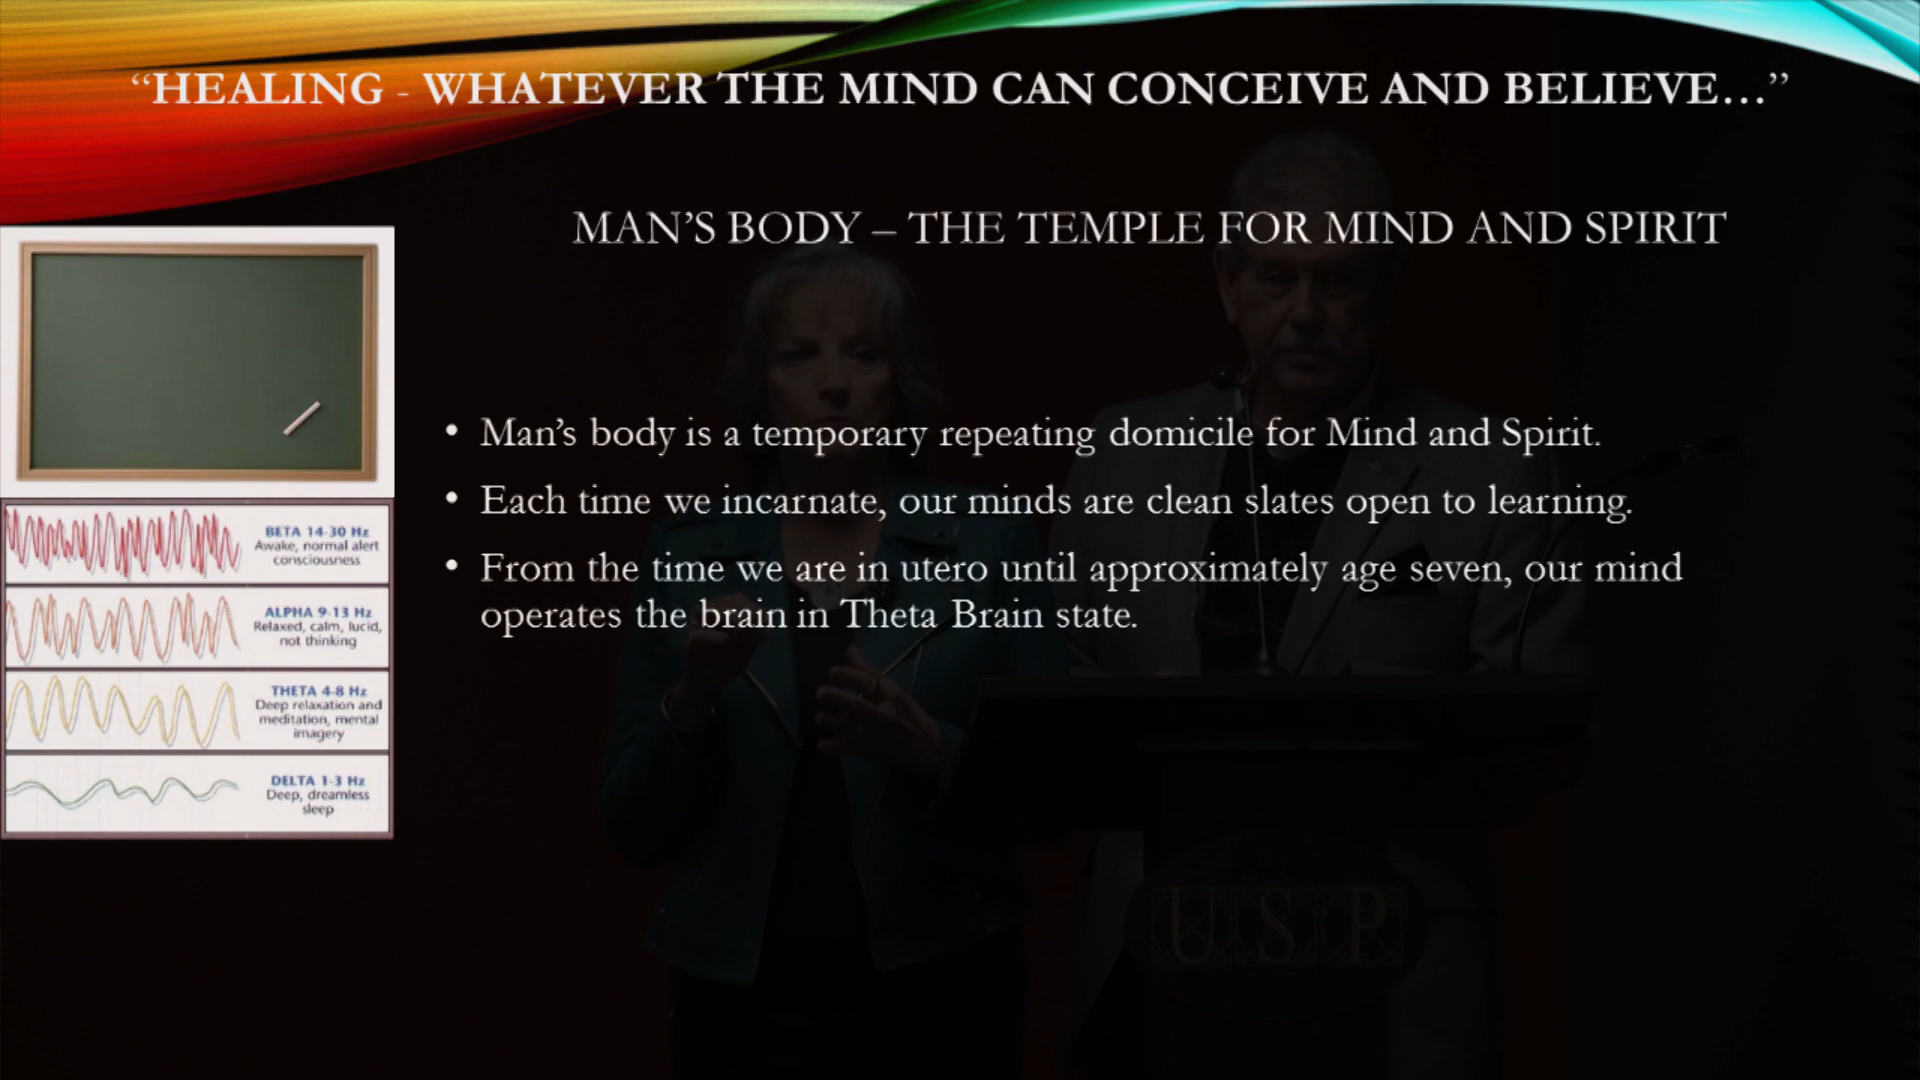 “HEALING - WHATEVER THE MIND CAN CONCEIVE AND BELIEVE...”
MAN’S BODY – THE TEMPLE FOR MIND AND SPIRIT
• Man’s body is a temporary repeating domicile for Mind and Spirit.
• Each time we incarnate, our minds are clean slates open to learning.
• From the time we are in utero until approximately age seven, our mind
operates the brain in Theta Brain state.
BETA 14-30 Hz
Awake, normal alert
consciousness
ALPHA 9-13 Hz
Relaxed, calm, lucid,
not thinking
THETA 4-8 Hz
Deep relaxation and
meditation, mental
imagery
DELTA 1-3 Hz
Deep, dreamless
sleep
USP